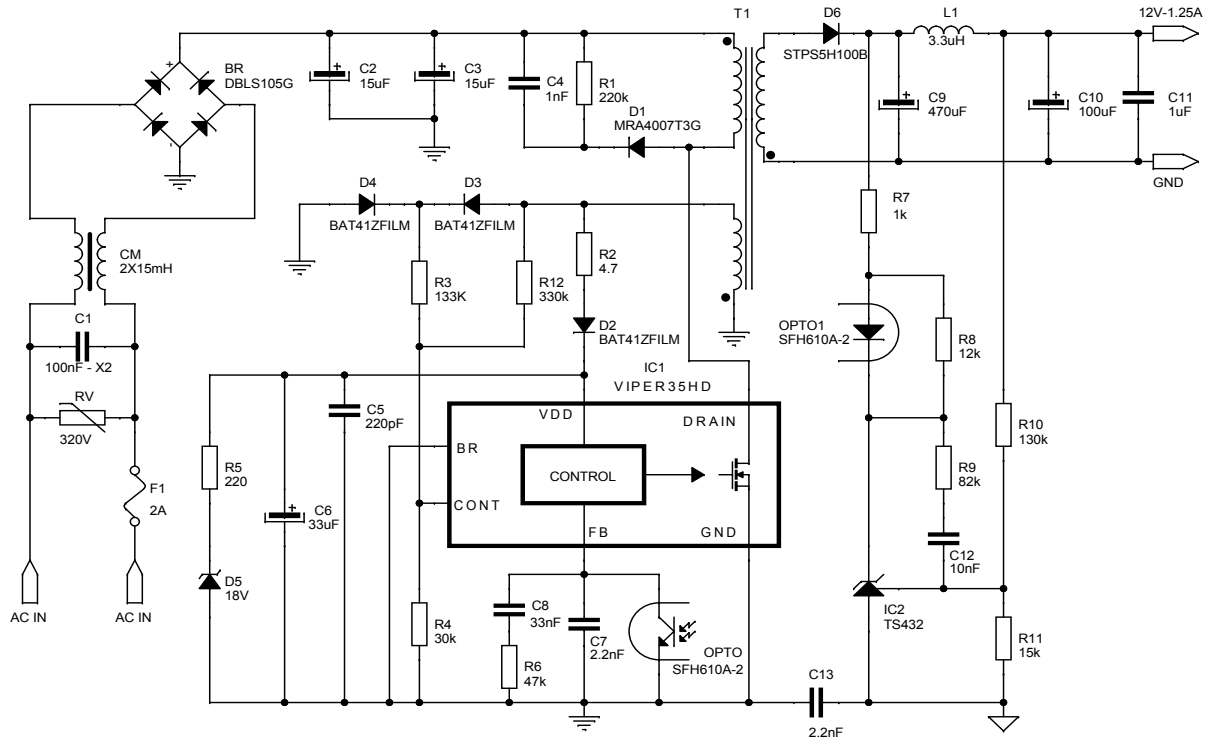 T1
D6
STPS5H100B
L1
3.3uH
12V-1.25A
+
BR
DBLS105G
-
+
C2
15uF
+
C3
15uF
C4
1nF
R1
220k
D1
MRA4007T3G
+
C9
470uF
+
C10
100uF
C11
1uF
GND
D4
BAT41ZFILM
D3
BAT41ZFILM
R7
1k
CM
2X15mH
R3
133K
R12
330k
R2
4.7
D2
BAT41ZFILM
OPTO1
SFH610A-2
R8
12k
C1
100nF - X2
RV
320V
F1
2A
AC IN
AC IN
IC1
VIPER35HD
C5
220pF
VDD
DRAIN
BR
CONTROL
CONT
FB
GND
R10
130k
R9
82k
R5
220
+
C6
33uF
D5
18V
C12
10nF
IC2
TS432
R4
30k
C8
33nF
C7
2.2nF
OPTO
SFH610A-2
R6
47k
R11
15k
C13
2.2nF